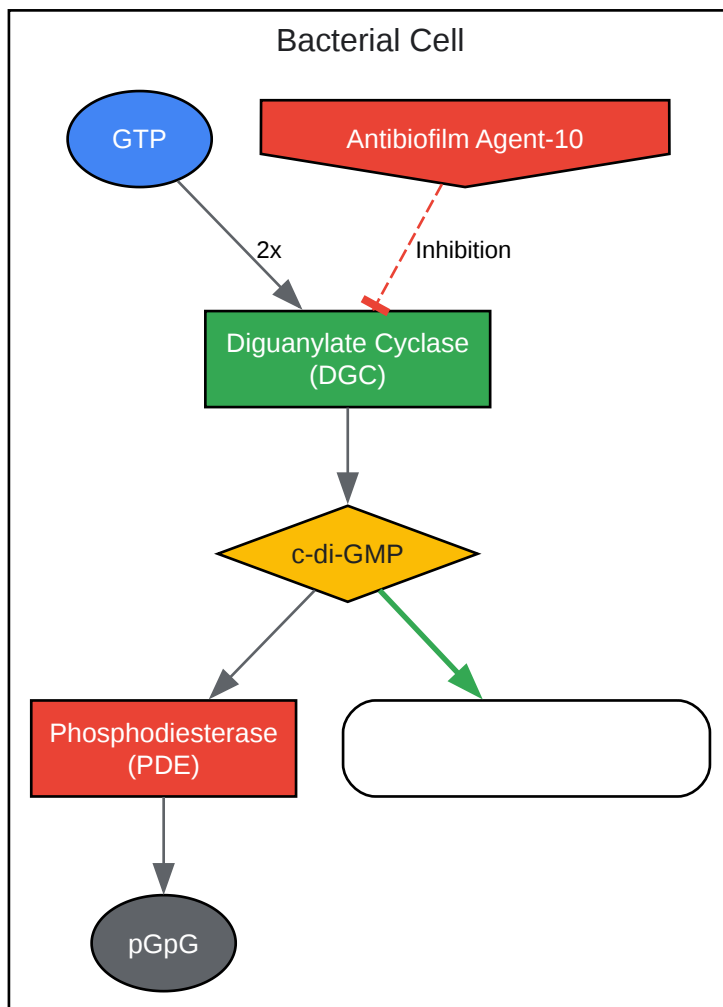 Bacterial Cell
GTP
Antibiofilm Agent-10
2x
Inhibition
Diguanylate Cyclase
(DGC)
c-di-GMP
Phosphodiesterase
(PDE)
pGpG